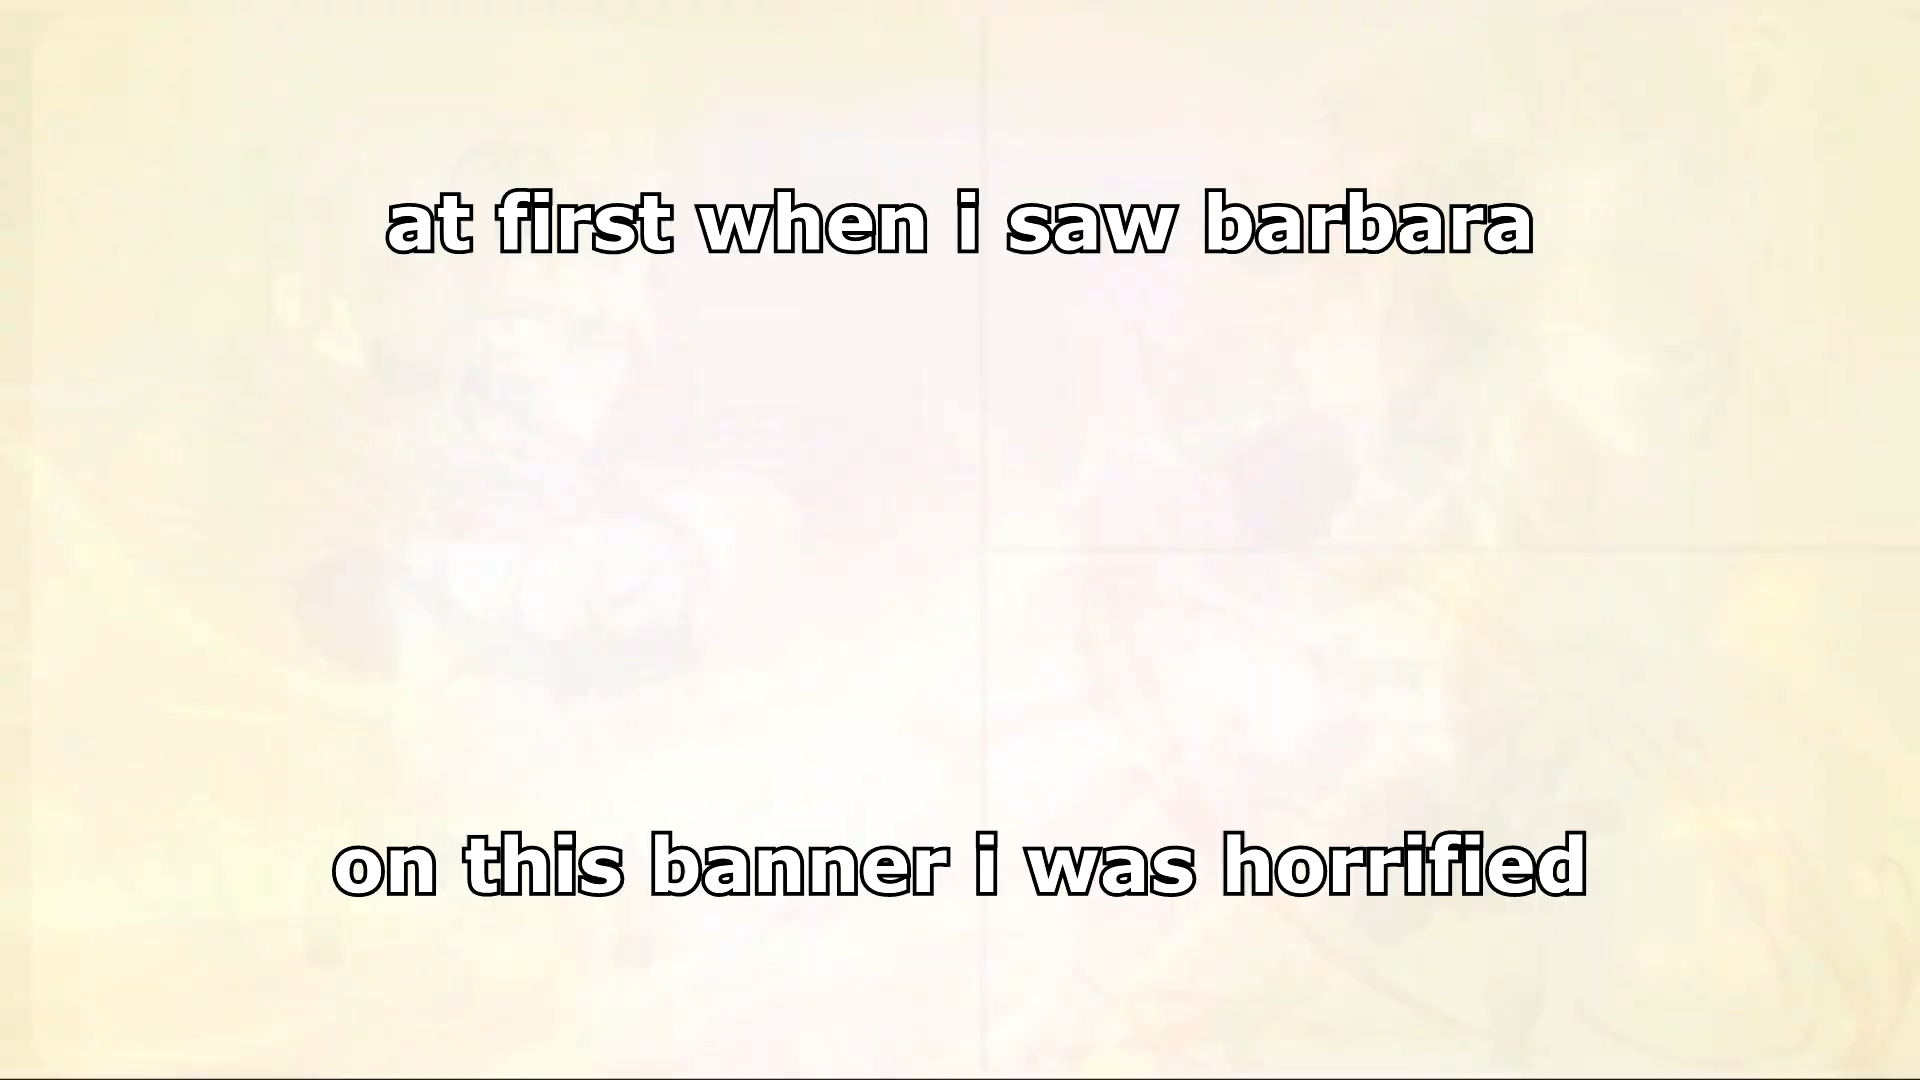 at first when i saw barbara
on this banner i was horrified